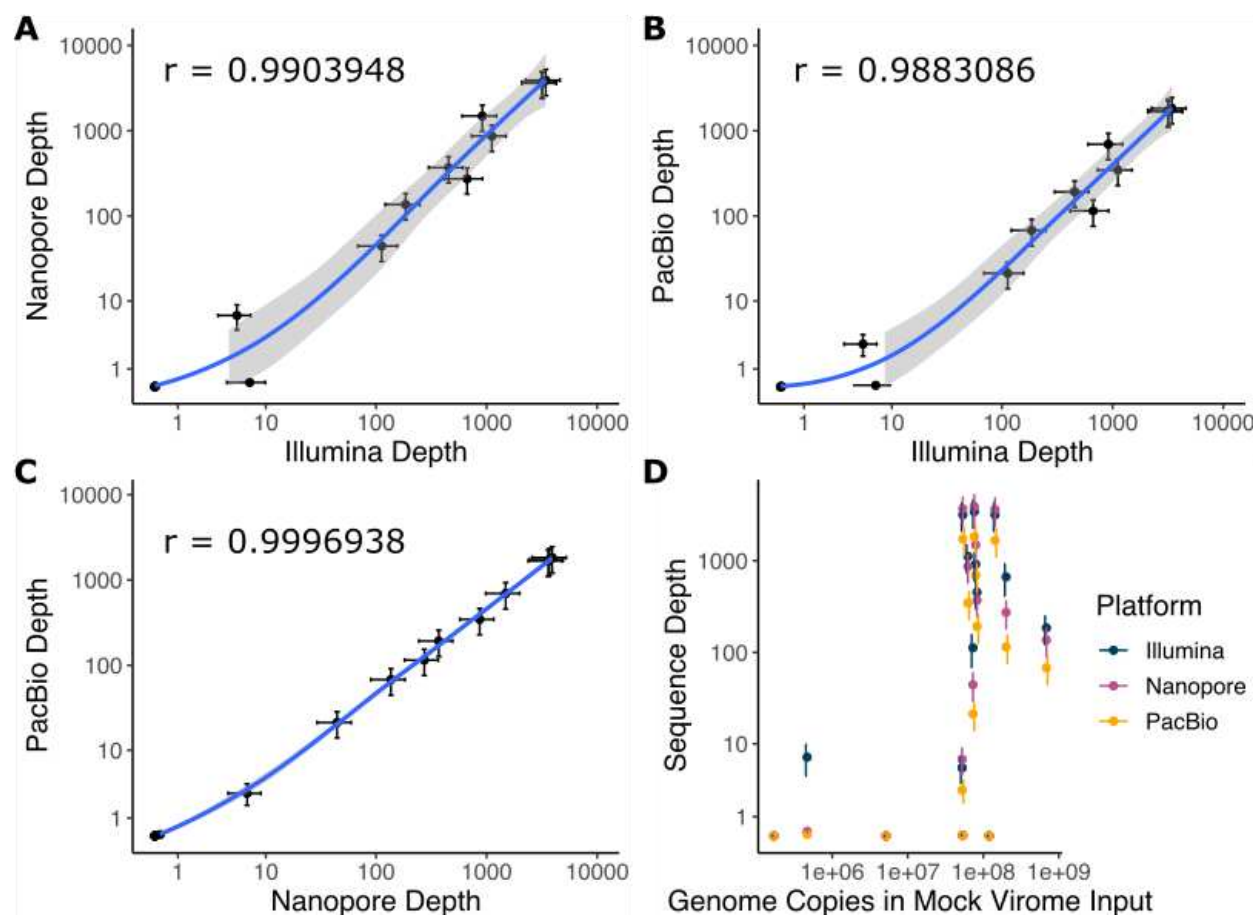 A
r = 0.9903948
Nanopore Depth
10000
1000
100
10
1
1 10 100 1000 10000
Illumina Depth
B
r = 0.9883086
PacBio Depth
10000
1000
100
10
1
1 10 100 1000 10000
Illumina Depth
C
r = 0.9996938
PacBio Depth
10000
1000
100
10
1
1 10 100 1000 10000
Nanopore Depth
D
Sequence Depth
1000
100
10
1
1e+06 1e+07 1e+08 1e+09
Genome Copies in Mock Virome Input
Platform
Illumina
Nanopore
PacBio